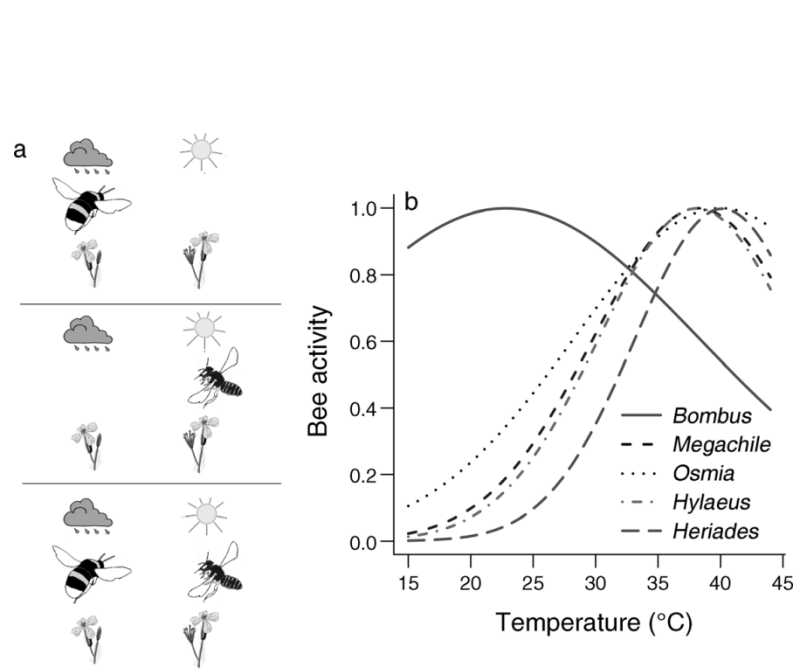 a
b
1.0
0.8
0.6
0.4
0.2
0.0
Bee activity
Bombus
Megachile
Osmia
Hylaeus
Heriades
15 20 25 30 35 40 45
Temperature (°C)